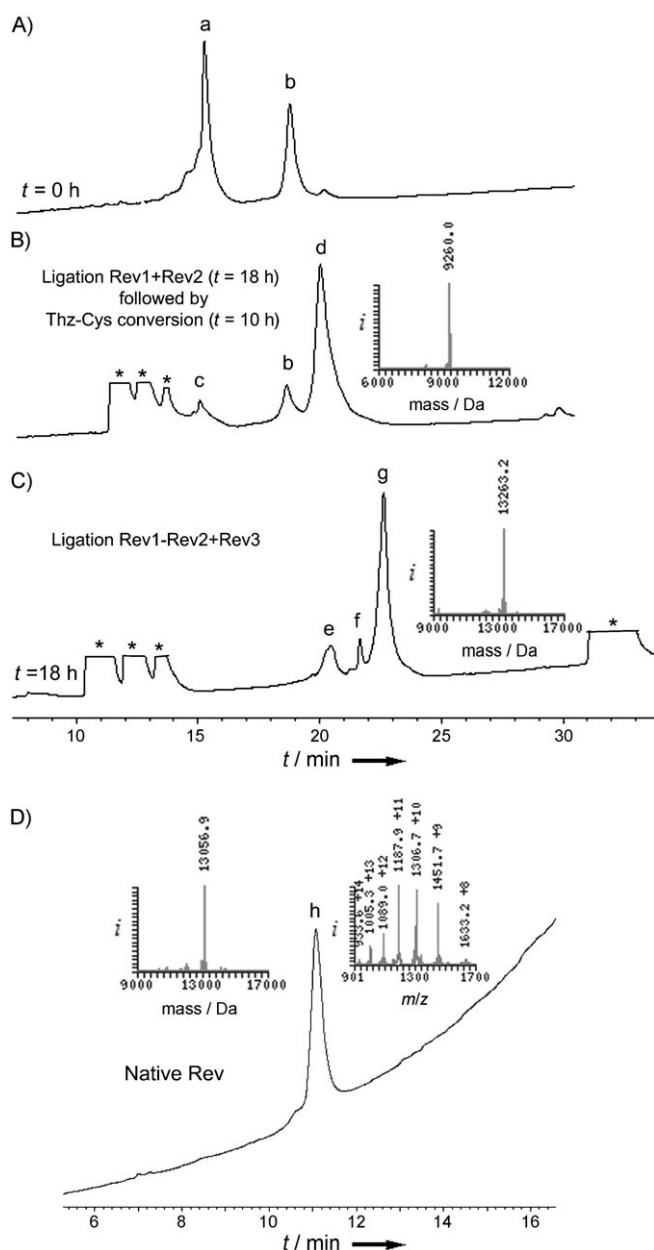 A)
a
b
t = 0 h
B)
Ligation Rev1+Rev2 (t = 18 h)
followed by
Thz-Cys conversion (t = 10 h)
d
9260.0
i
6000 9000 12000
mass / Da
* * *
c
b
C)
g
Ligation Rev1-Rev2+Rev3
13263.2
i
9000 13000 17000
mass / Da
* * *
e
f
*
t =18 h
10 15 20 25 30
t / min
D)
13056.9
i
9000 13000 17000
mass / Da
h
933.6 +14
1005.3 +13
1089.0 +12
1187.9 +11
1306.7 +10
1451.7 +9
1633.2 +8
i
901 1300 1700
m/z
Native Rev
6 8 10 12 14 16
t / min